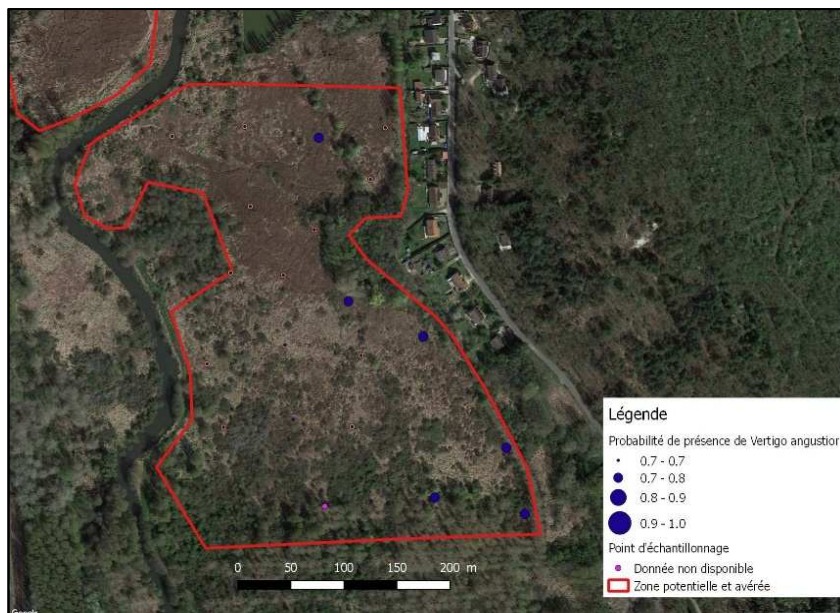 Légende
Probabilité de présence de Vertigo angustior
0.7 - 0.7
0.7 - 0.8
0.8 - 0.9
0.9 - 1.0
Point d'échantillonnage
Donnée non disponible
Zone potentielle et avérée
0 50 100 150 200 m
Google